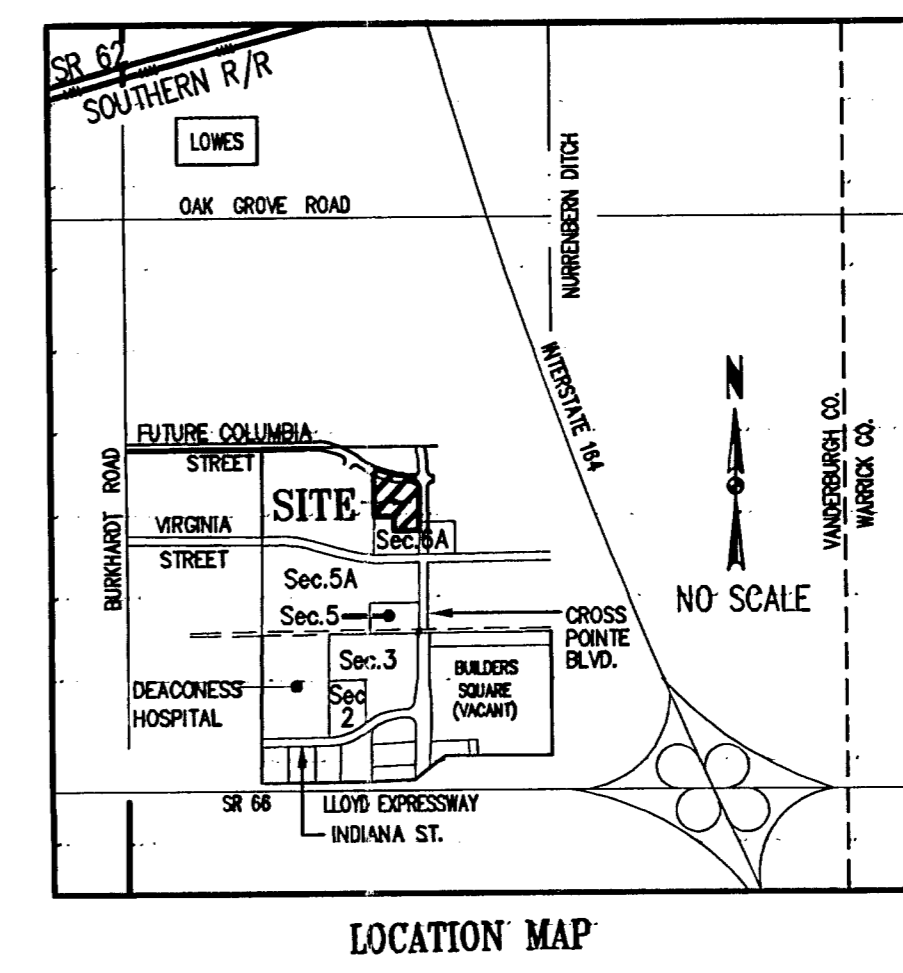 SR 62
SOUTHERN R/R
LOWES
OAK GROVE ROAD
NURRENBERN DITCH
INTERSTATE 164
N
NO SCALE
VANDERBURGH CO.
WARRICK CO.
FUTURE COLUMBIA
STREET
BURKHARDT ROAD
SITE
VIRGINIA
STREET
Sec.6A
Sec.5A
Sec.5
CROSS
POINTE
BLVD.
Sec.3
BUILDERS
SQUARE
(VACANT)
DEACONESS
HOSPITAL
Sec
2
SR 66 LLOYD EXPRESSWAY
INDIANA ST.
LOCATION MAP